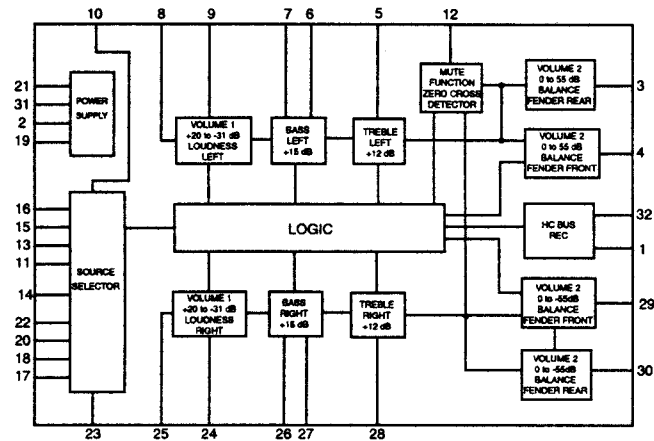 10
8
9
7
6
5
12
21
31
2
19
POWER
SUPPLY
VOLUME 1
+20 to -31 dB
LOUDNESS
LEFT
BASS
LEFT
+15 dB
TREBLE
LEFT
+12 dB
MUTE
FUNCTION
ZERO CROSS
DETECTOR
VOLUME 2
0 to 55 dB
BALANCE
FENDER REAR
3
VOLUME 2
0 to 55 dB
BALANCE
FENDER FRONT
4
16
15
13
11
14
22
20
18
17
SOURCE
SELECTOR
LOGIC
HC BUS
REC
32
1
VOLUME 1
+20 to -31 dB
LOUDNESS
RIGHT
BASS
RIGHT
+15 dB
TREBLE
RIGHT
+12 dB
VOLUME 2
0 to -55dB
BALANCE
FENDER FRONT
29
VOLUME 2
0 to -55dB
BALANCE
FENDER REAR
30
23
25
24
26
27
28